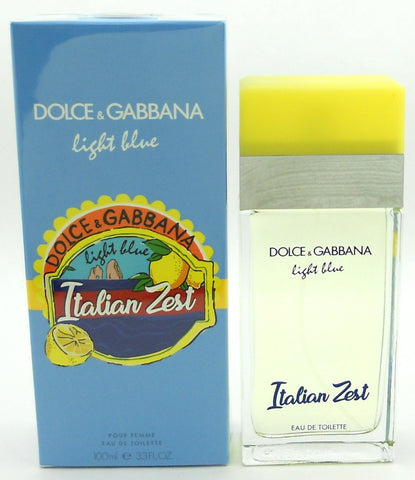 DOLCE & GABBANA
light blue
DOLCE & GABBANA
light blue
Italian Zest
POUR FEMME
EAU DE TOILETTE
100ml e 3.3FL.OZ.
DOLCE & GABBANA
light blue
Italian Zest
EAU DE TOILETTE